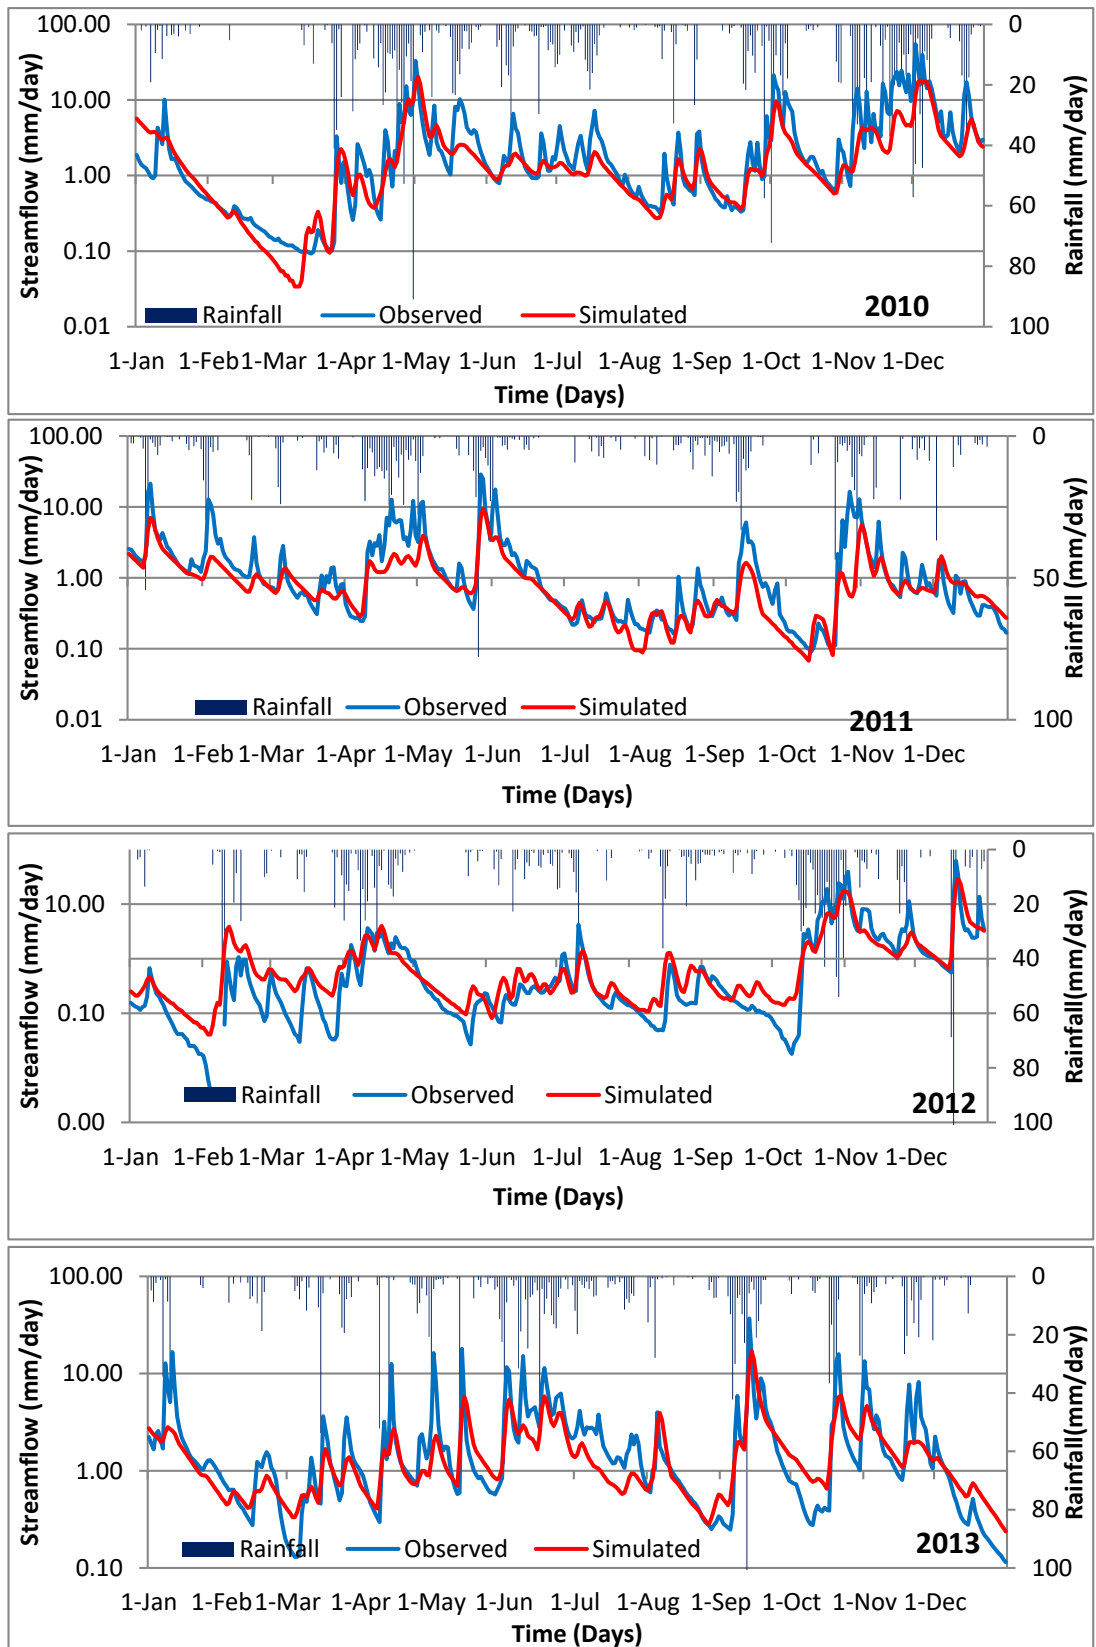 100.00
10.00
1.00
0.10
0.01
Streamflow (mm/day)
0
20
40
60
80
100
Rainfall (mm/day)
Rainfall Observed Simulated
2010
1-Jan 1-Feb 1-Mar 1-Apr 1-May 1-Jun 1-Jul 1-Aug 1-Sep 1-Oct 1-Nov 1-Dec
Time (Days)
100.00
10.00
1.00
0.10
0.01
Streamflow (mm/day)
0
50
100
Rainfall (mm/day)
Rainfall Observed Simulated
2011
1-Jan 1-Feb 1-Mar 1-Apr 1-May 1-Jun 1-Jul 1-Aug 1-Sep 1-Oct 1-Nov 1-Dec
Time (Days)
10.00
0.10
0.00
Streamflow (mm/day)
0
20
40
60
80
100
Rainfall(mm/day)
Rainfall Observed Simulated
2012
1-Jan 1-Feb 1-Mar 1-Apr 1-May 1-Jun 1-Jul 1-Aug 1-Sep 1-Oct 1-Nov 1-Dec
Time (Days)
100.00
10.00
1.00
0.10
Streamflow (mm/day)
0
20
40
60
80
100
Rainfall(mm/day)
Rainfall Observed Simulated
2013
1-Jan 1-Feb 1-Mar 1-Apr 1-May 1-Jun 1-Jul 1-Aug 1-Sep 1-Oct 1-Nov 1-Dec
Time (Days)